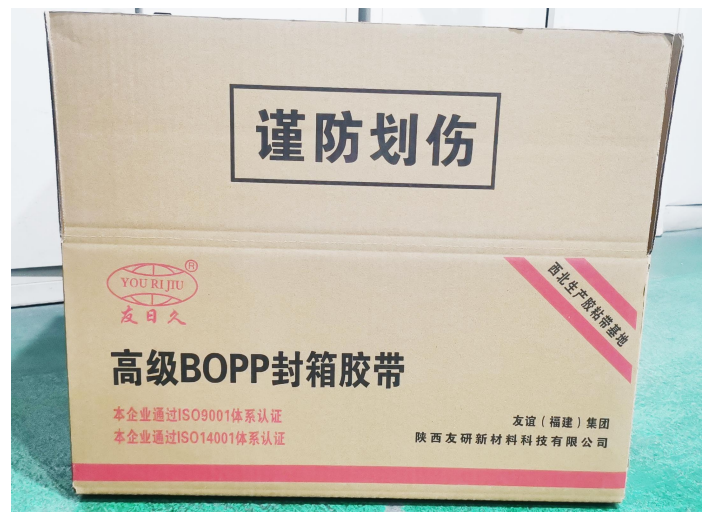 谨防划伤
®
YOU RI JIU
友日久
西北生产胶粘带基地
高级BOPP封箱胶带
本企业通过ISO9001体系认证
本企业通过ISO14001体系认证
友谊（福建）集团
陕西友研新材料科技有限公司